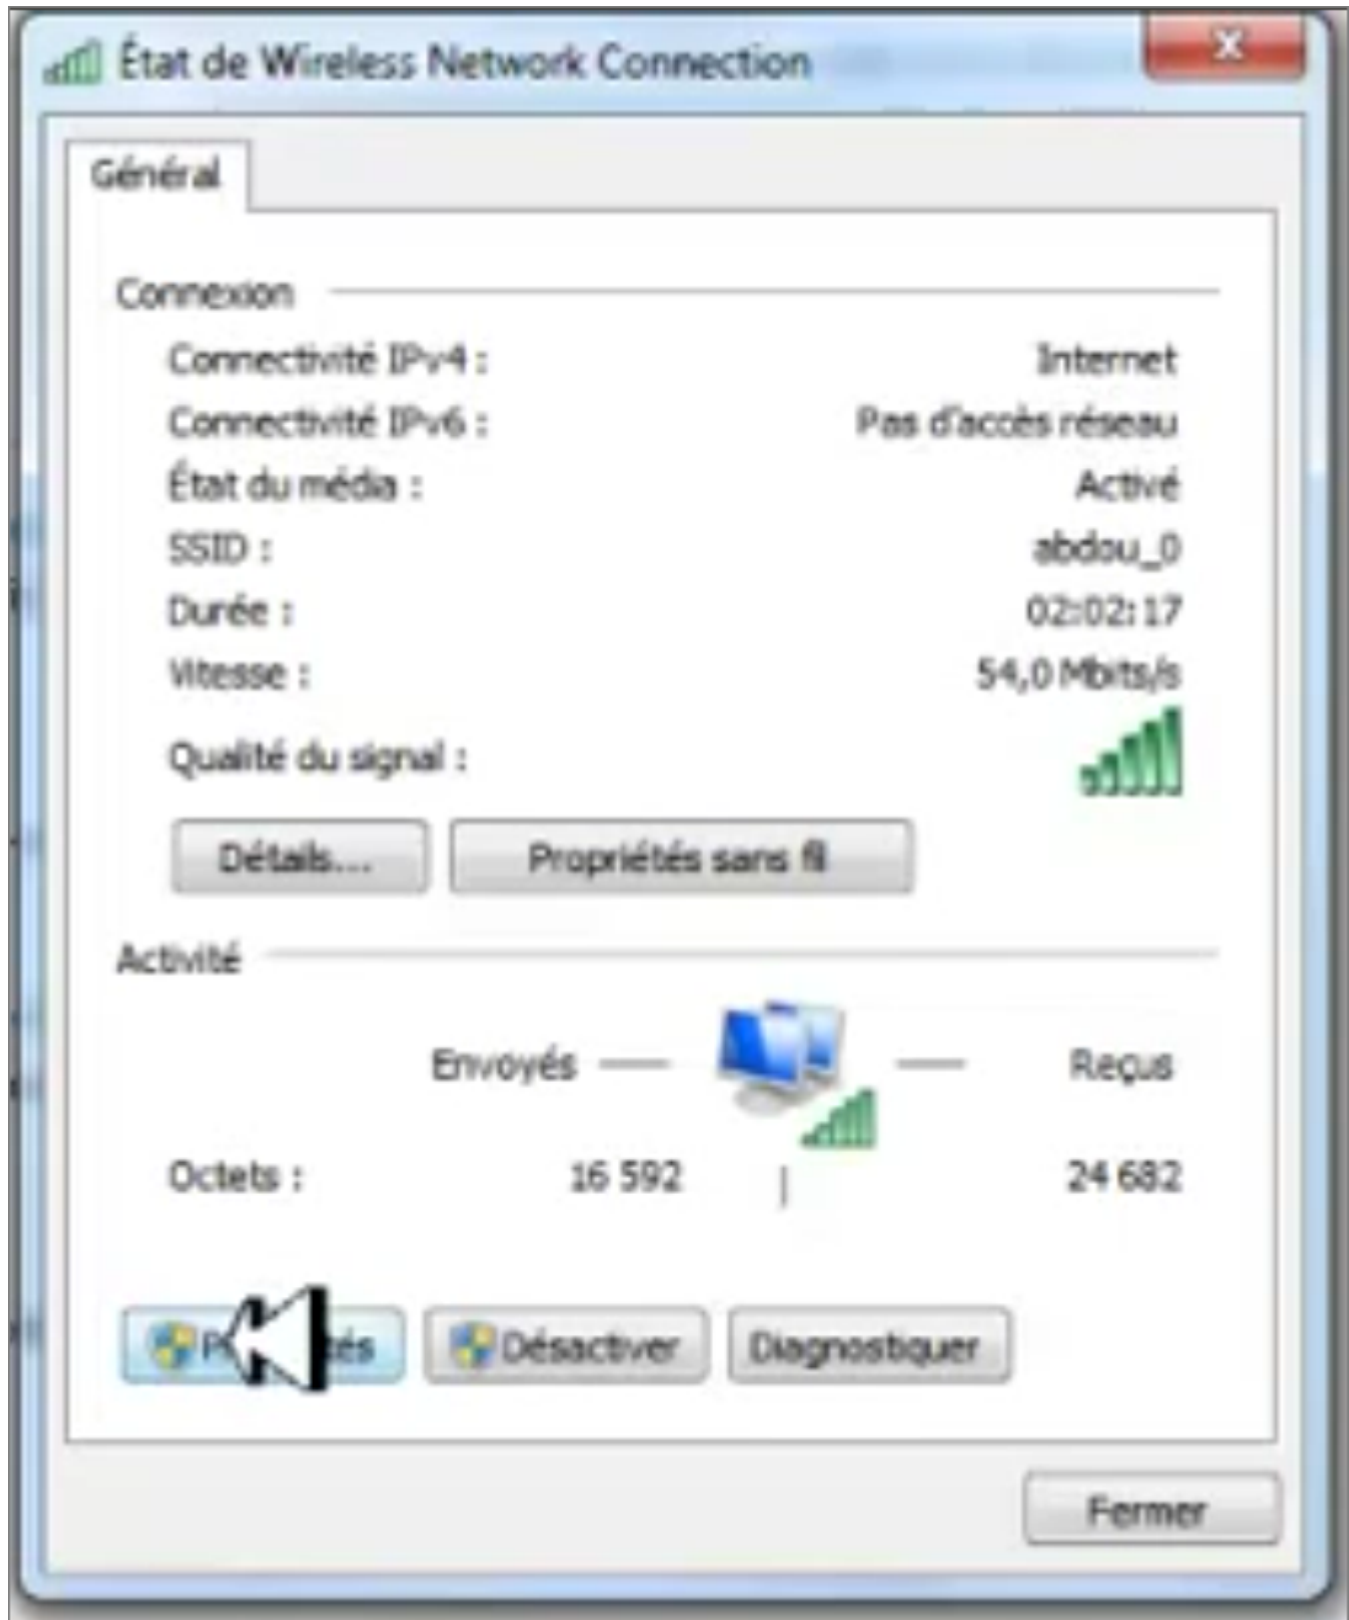 État de Wireless Network Connection
Général
Connexion
Connectivité IPv4 : Internet
Connectivité IPv6 : Pas d'accès réseau
État du média : Activé
SSID : abdou_0
Durée : 02:02:17
Vitesse : 54,0 Mbits/s
Qualité du signal :
Détails... Propriétés sans fil
Activité
Envoyés Reçus
Octets : 16 592 24 682
Désactiver Diagnostiquer
Fermer